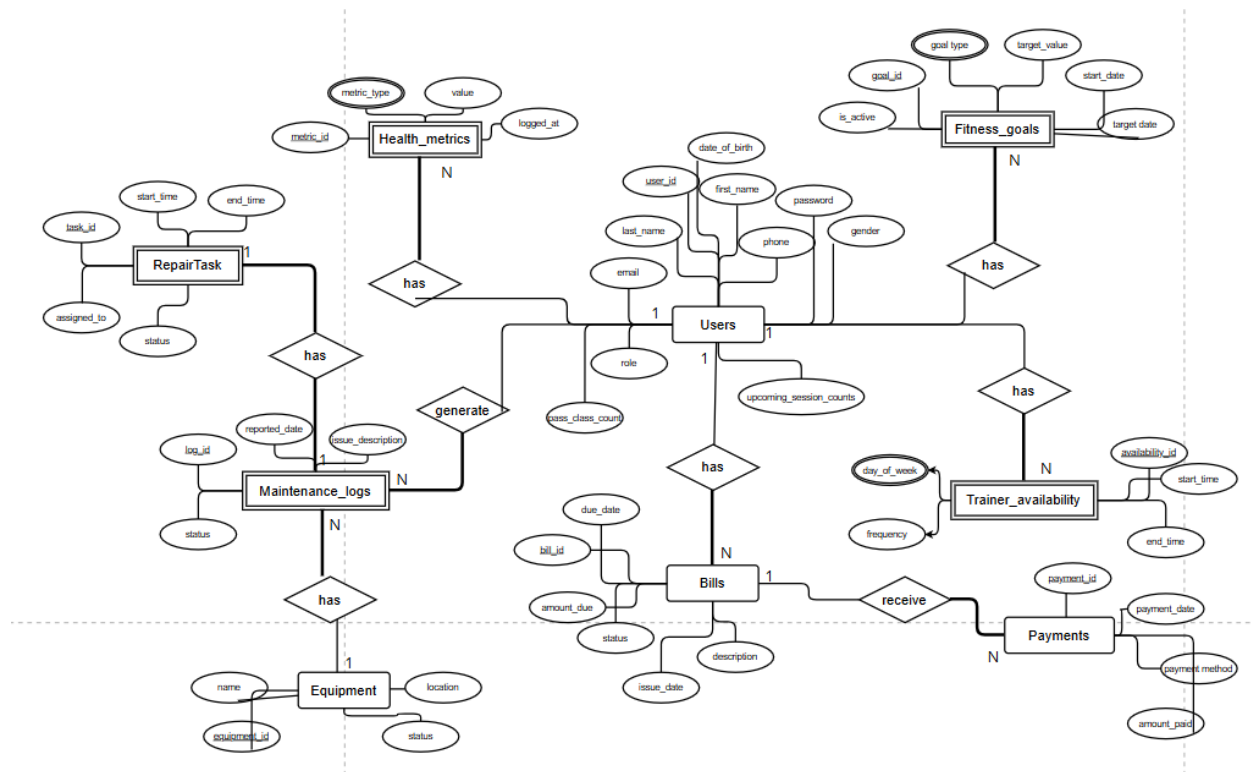 goal type
target_value
goal_id
start_date
is_active
Fitness_goals
target date
N
metric_type
value
metric_id
Health_metrics
logged_at
N
date_of_birth
user_id
first_name
password
last_name
phone
gender
email
start_time
end_time
task_id
RepairTask
1
assigned_to
status
has
has
Users
1
1
1
role
has
generate
pass_class_count
upcoming_session_counts
has
reported_date
issue_description
log_id
1
Maintenance_logs
N
status
N
has
N
day_of_week
availability_id
start_time
Trainer_availability
frequency
end_time
due_date
bill_id
N
Bills
1
amount_due
status
description
issue_date
has
receive
payment_id
payment_date
Payments
N
payment method
amount_paid
1
name
Equipment
location
equipment_id
status